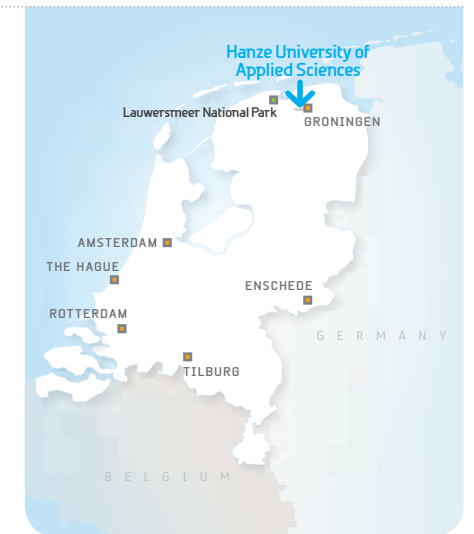 Hanze University of
Applied Sciences
Lauwersmeer National Park
GRONINGEN
AMSTERDAM
THE HAGUE
ENSCHEDE
ROTTERDAM
GERMANY
TILBURG
BELGIUM